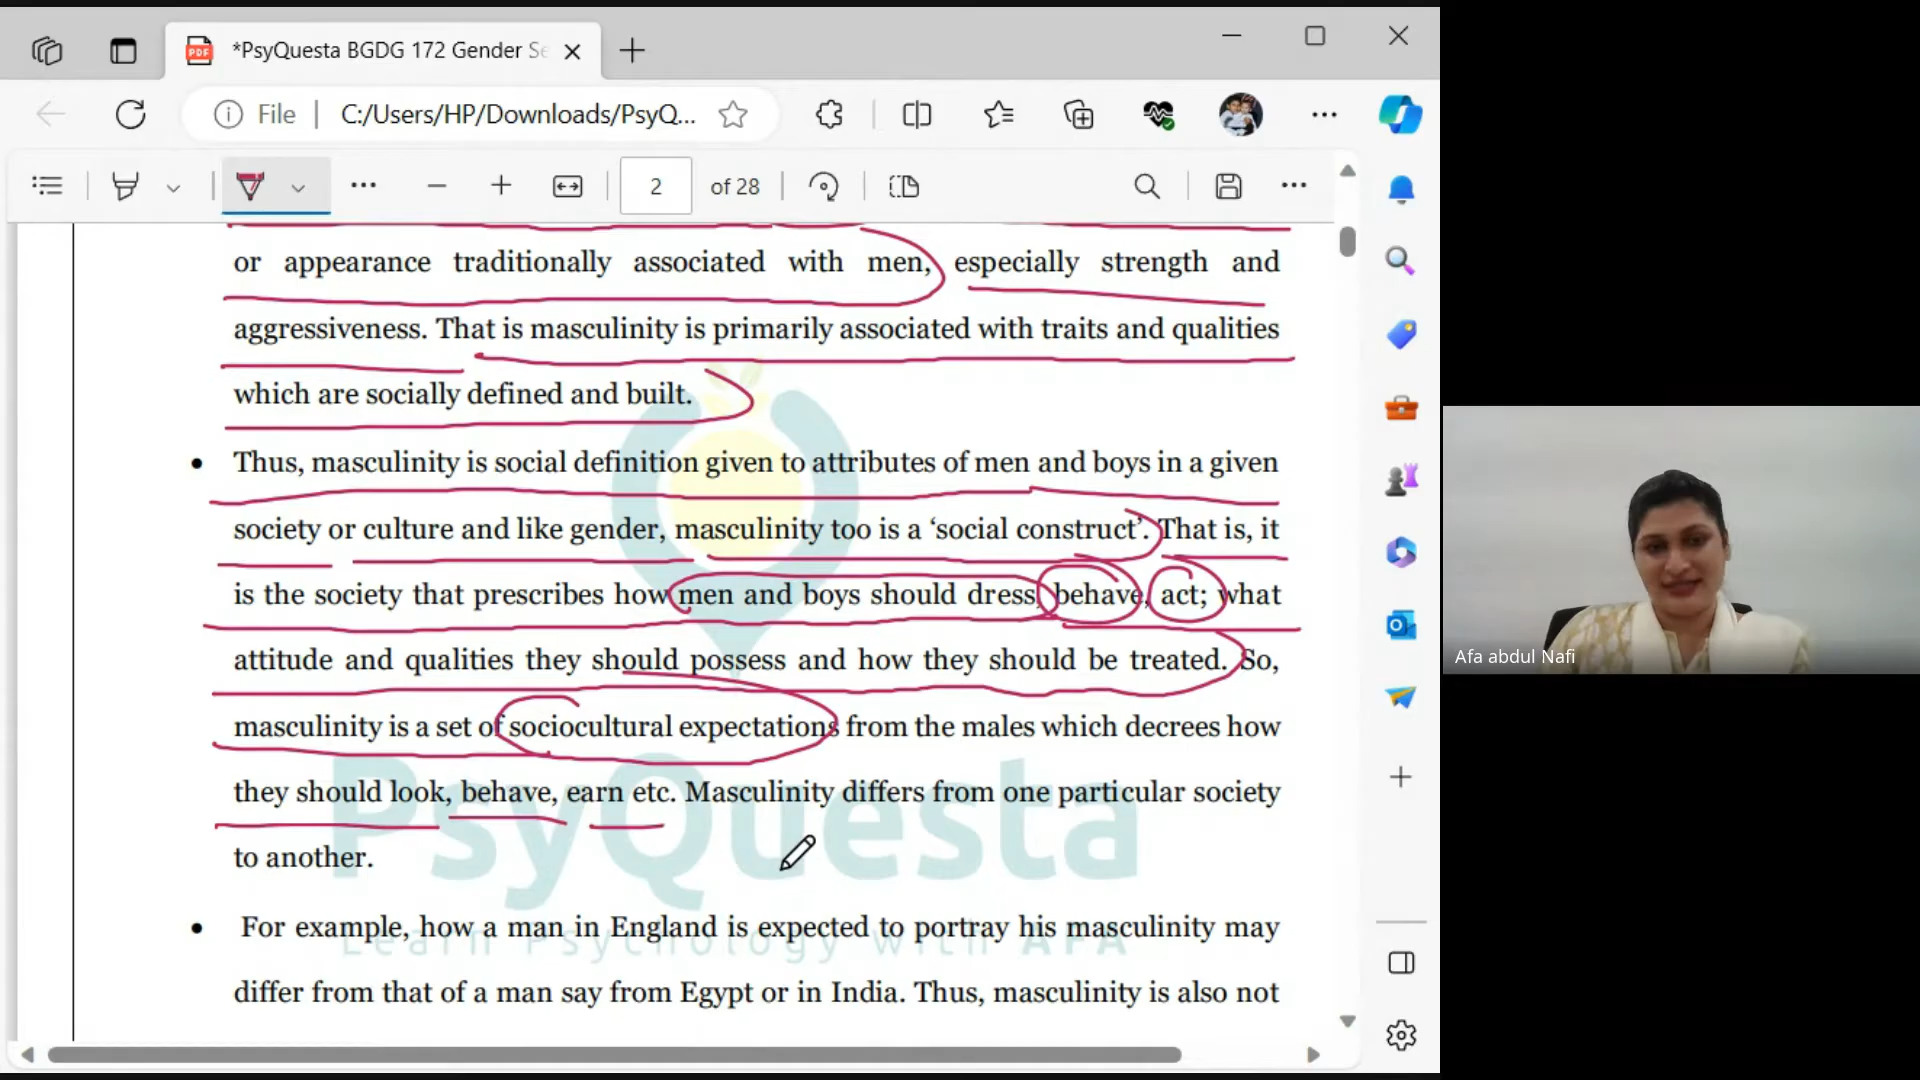 *PsyQuesta BGDG 172 Gender Se
File
C:/Users/HP/Downloads/PsyQ...
2 of 28
or appearance traditionally associated with men, especially strength and
aggressiveness. That is masculinity is primarily associated with traits and qualities
which are socially defined and built.
• Thus, masculinity is social definition given to attributes of men and boys in a given
society or culture and like gender, masculinity too is a ‘social construct’. That is, it
is the society that prescribes how men and boys should dress, behave, act; what
attitude and qualities they should possess and how they should be treated. So,
masculinity is a set of sociocultural expectations from the males which decrees how
they should look, behave, earn etc. Masculinity differs from one particular society
to another.
PsyQuesta
• For example, how a man in England is expected to portray his masculinity may
Learn Psychology with AFA
differ from that of a man say from Egypt or in India. Thus, masculinity is also not
Afa abdul Nafi